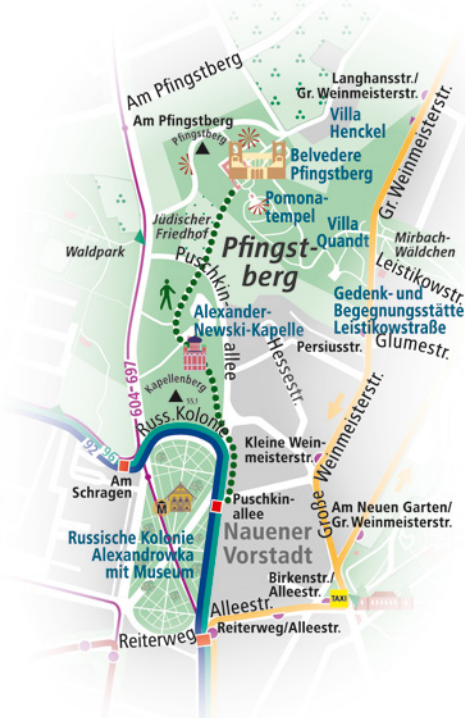 Am Pfingstberg
Langhansstr./
Gr. Weinmeisterstr.
Am Pfingstberg
Pfingstberg
Villa
Henckel
Gr. Weinmeisterstr.
Belvedere
Pfingstberg
Pomona-
tempel
Jüdischer
Friedhof
Villa
Quandt
Mirbach-
Wäldchen
Waldpark
Pfingst-
berg
Leistikowstr.
Puschkin-
allee
Gedenk- und
Begegnungsstätte
Leistikowstraße
Alexander-
Newski-Kapelle
Hessestr.
Persiusstr.
Glumestr.
604-697
Kapellenberg
Russ. Kolonie
Große Weinmeisterstr.
Kleine Wein-
meisterstr.
92
96
Am
Schragen
M
Puschkin-
allee
Am Neuen Garten/
Gr. Weinmeisterstr.
Nauener
Vorstadt
Russische Kolonie
Alexandrowka
mit Museum
Birkenstr./
Alleestr.
TAXI
Alleestr.
Reiterweg
Reiterweg/Alleestr.